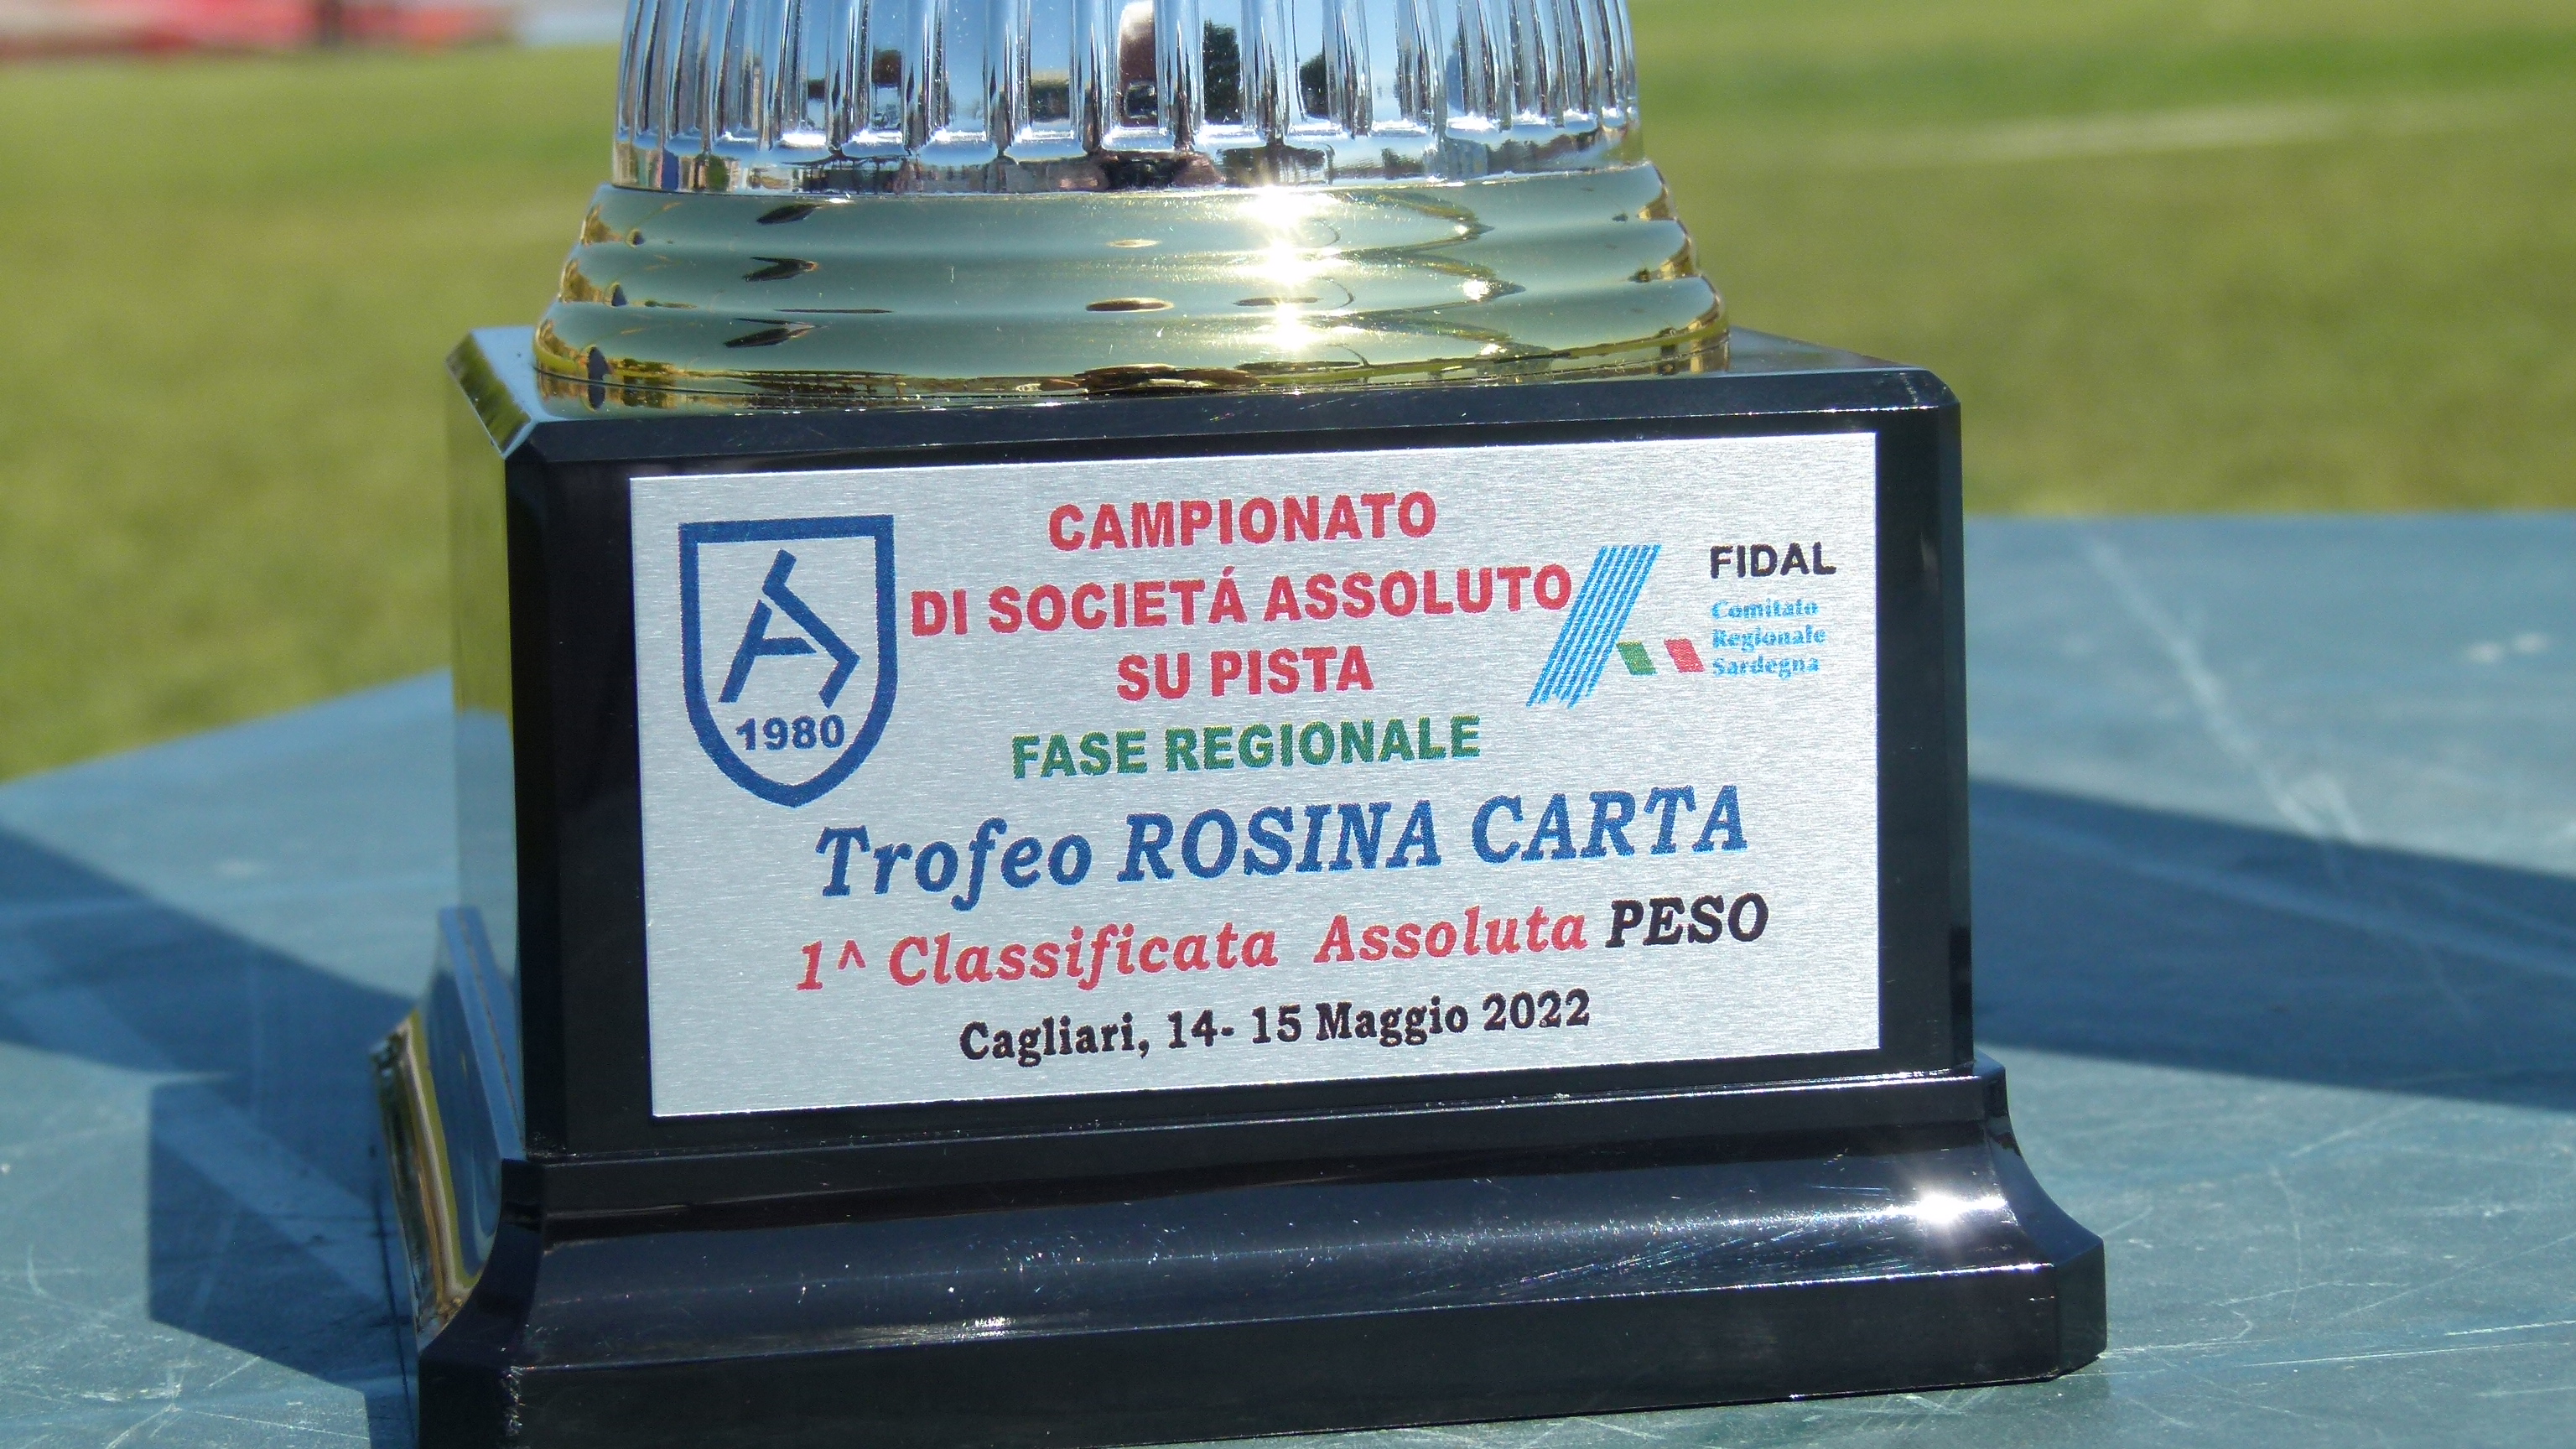 CAMPIONATO
DI SOCIETÁ ASSOLUTO
SU PISTA
FASE REGIONALE
Trofeo ROSINA CARTA
1^ Classificata Assoluta PESO
Cagliari, 14- 15 Maggio 2022
1980
FIDAL
Comitato
Regionale
Sardegna